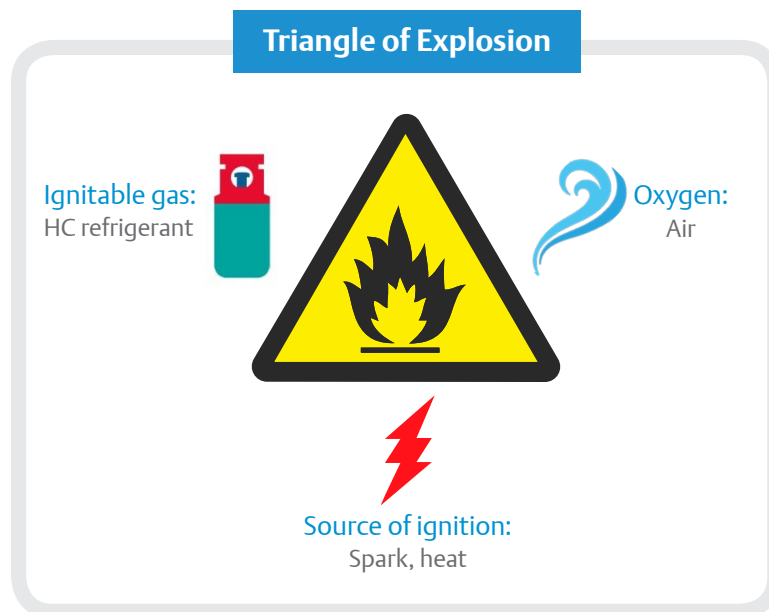 Triangle of Explosion
Ignitable gas:
HC refrigerant
Oxygen:
Air
Source of ignition:
Spark, heat